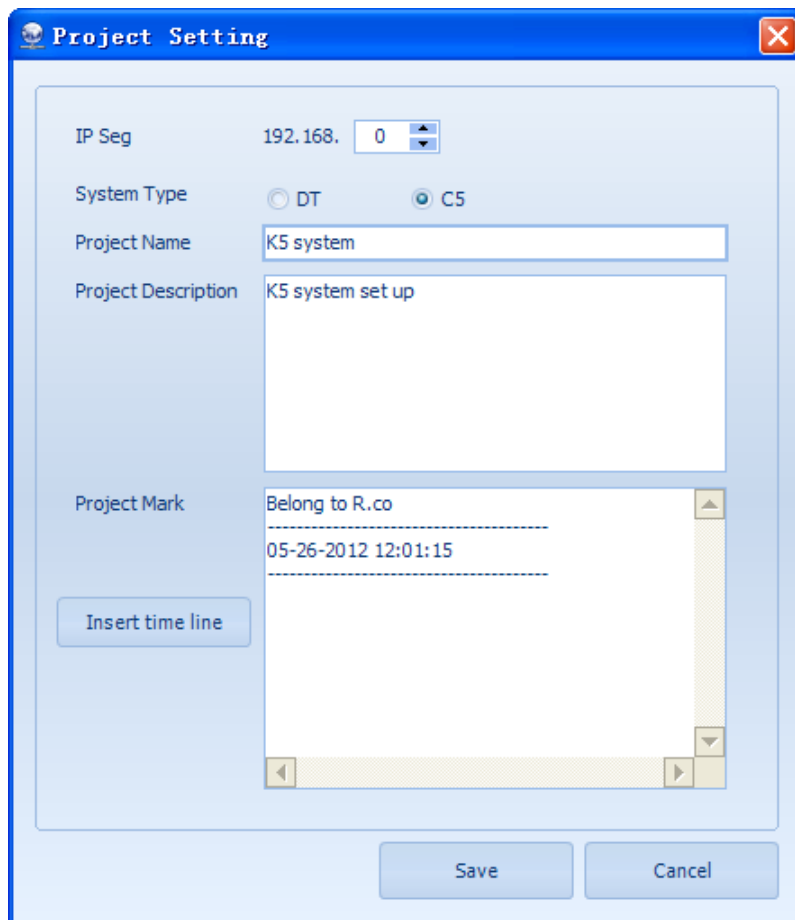 Project Setting
IP Seg 192.168. 0
System Type DT C5
Project Name K5 system
Project Description K5 system set up
Project Mark Belong to R.co
---------------------------------------
05-26-2012 12:01:15
---------------------------------------
Insert time line
Save Cancel